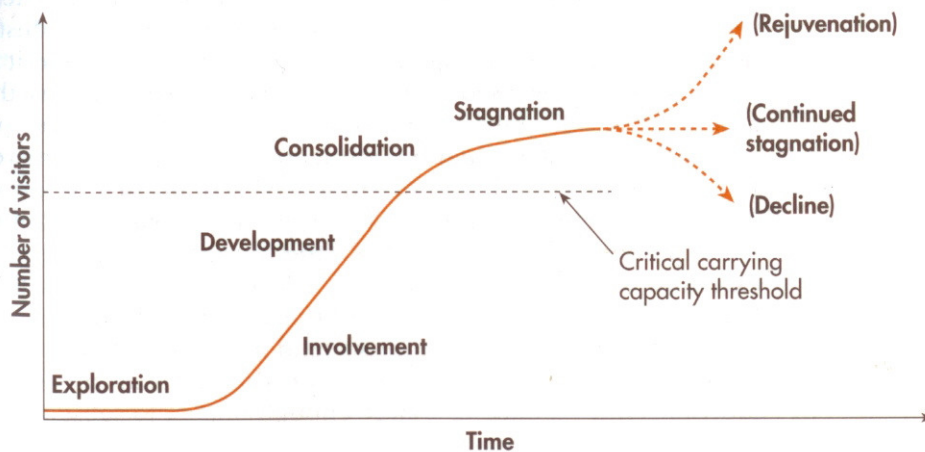 (Rejuvenation)
Stagnation
(Continued
stagnation)
Consolidation
(Decline)
Development
Critical carrying
capacity threshold
Involvement
Exploration
Number of visitors
Time